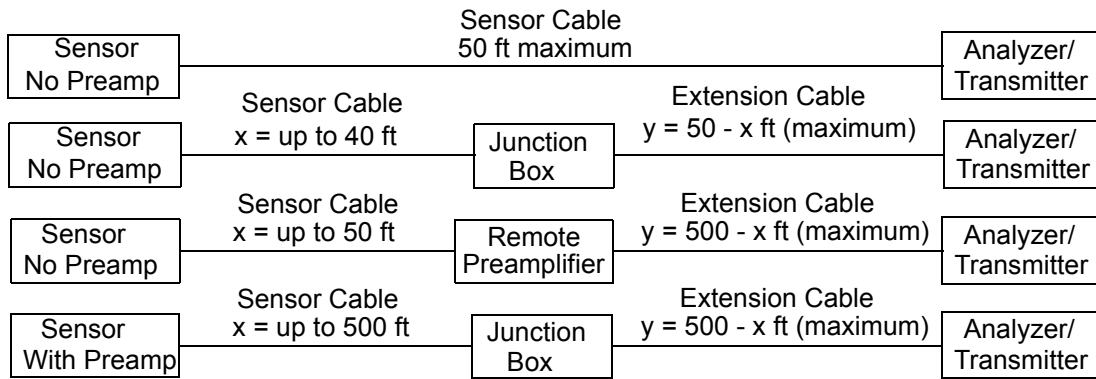 Sensor Cable
50 ft maximum
Sensor
No Preamp
Analyzer/
Transmitter
Sensor Cable
x = up to 40 ft
Extension Cable
y = 50 - x ft (maximum)
Sensor
No Preamp
Junction
Box
Analyzer/
Transmitter
Sensor Cable
x = up to 50 ft
Extension Cable
y = 500 - x ft (maximum)
Sensor
No Preamp
Remote
Preamplifier
Analyzer/
Transmitter
Sensor Cable
x = up to 500 ft
Extension Cable
y = 500 - x ft (maximum)
Sensor
With Preamp
Junction
Box
Analyzer/
Transmitter